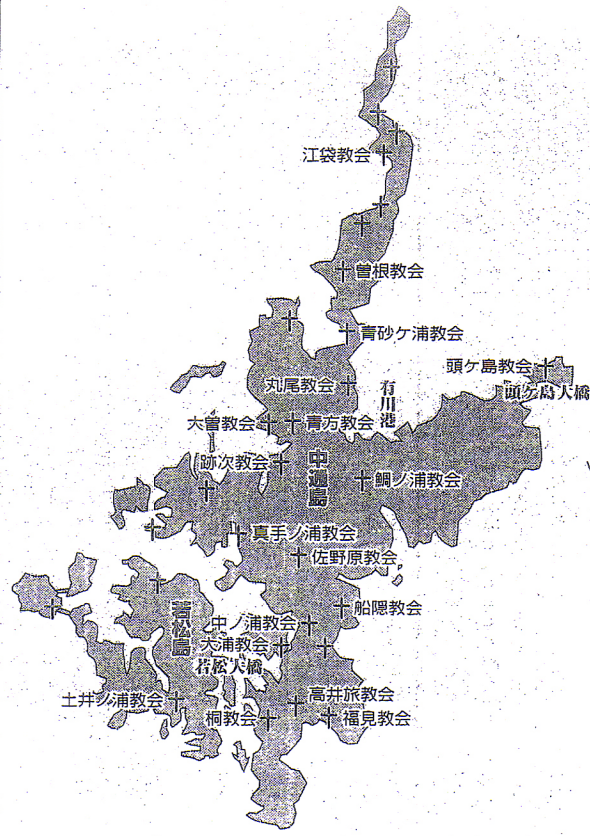 江袋教会
曽根教会
青砂ケ浦教会
頭ケ島教会
頭ケ島大橋
丸尾教会
有川港
大曽教会
青方教会
跡次教会
中通島
鯛ノ浦教会
真手ノ浦教会
佐野原教会
船隠教会
若松島
中ノ浦教会
大浦教会
若松大橋
土井ノ浦教会
高井旅教会
桐教会
福見教会